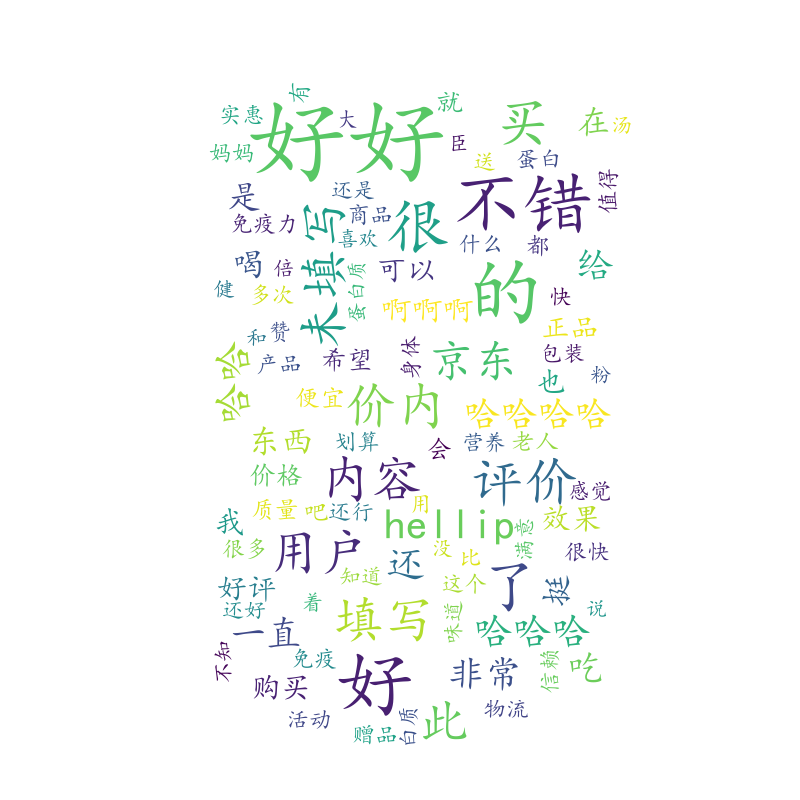 有
实惠
好好
大
就
买
在
汤
妈妈
臣
送
蛋白
是
还是
不错
值得
免疫力
未填写
商品
喜欢
很
什么
都
喝
倍
蛋白质
可以
的
给
健
多次
啊啊啊
快
正品
和
赞
哈哈
产品
希望
身体
京东
包装
也
粉
便宜
价内
哈哈哈哈
东西
划算
会
营养
老人
价格
内容
评价
感觉
质量
吧
还行
用
hellip
满意
效果
我
很多
用户
没
比
还
很快
好评
知道
这个
了
挺
还好
着
填写
味道
哈哈哈
说
一直
不知
免疫
购买
好
非常
信赖
吃
活动
赠品
白质
此
物流